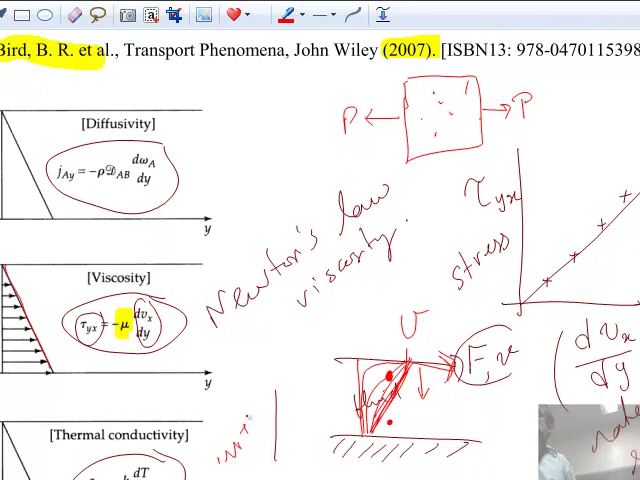 Bird, B. R. et al., Transport Phenomena, John Wiley (2007). [ISBN13: 978-0470115398
[Diffusivity]
j_Ay = −ρ𝒟_AB dω_A/dy
y
[Viscosity]
τ_yx = −μ dv_x/dy
y
[Thermal conductivity]
dT
P
P
Newton's law
viscosity.
τ_yx
stress
V
F, v
fluid
dv_x
dy